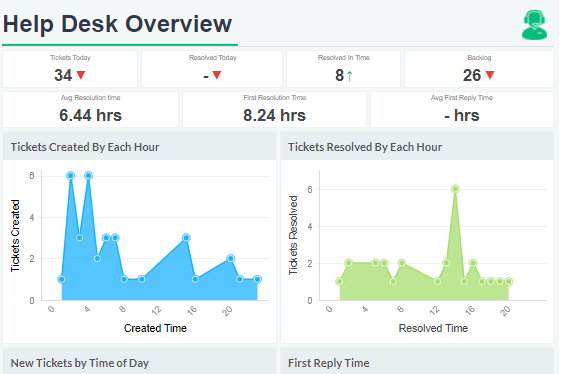 Help Desk Overview
Tickets Today
Resolved Today
Resolved In Time
Backlog
34▼
-▼
8↑
26▼
Avg Resolution time
First Resolution Time
Avg First Reply Time
6.44 hrs
8.24 hrs
- hrs
Tickets Created By Each Hour
Tickets Created
6
4
2
0
0
4
8
12
16
20
Created Time
Tickets Resolved By Each Hour
Tickets Resolved
6
4
2
0
0
4
8
12
16
20
Resolved Time
New Tickets by Time of Day
First Reply Time